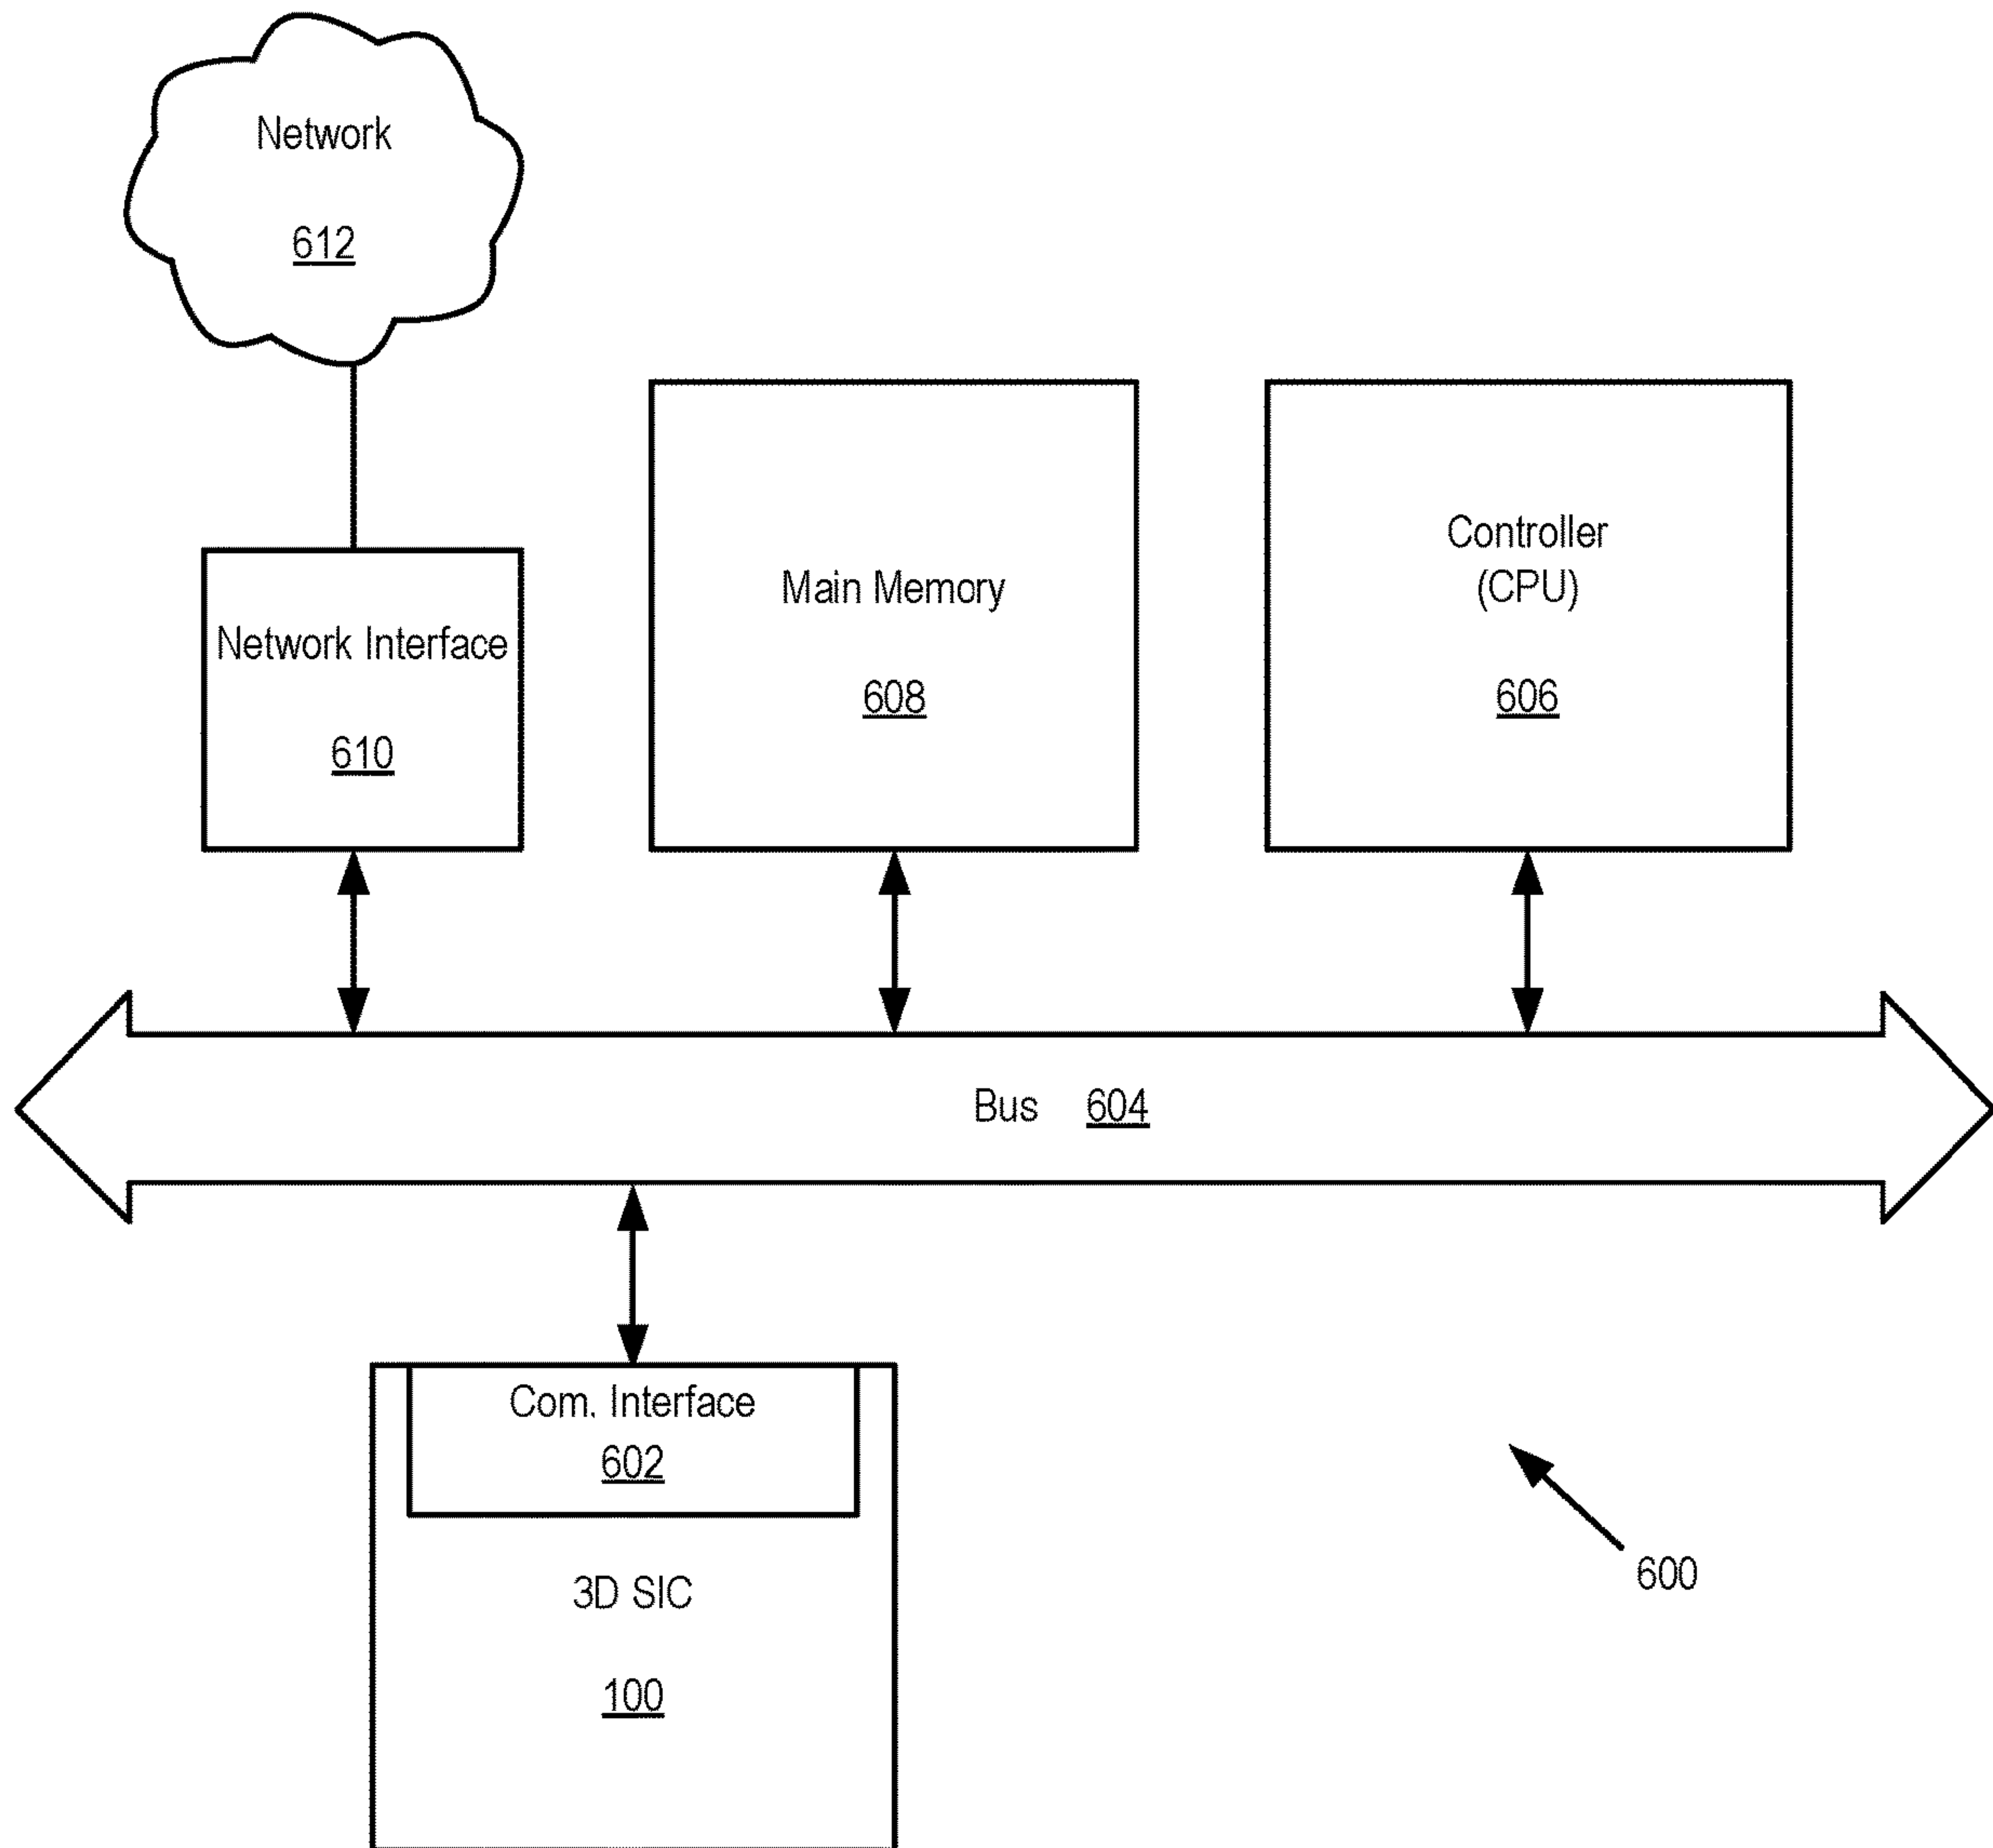 Network
612
Network Interface
610
Main Memory
608
Controller
(CPU)
606
Bus 604
Com. Interface
602
3D SIC
100
600